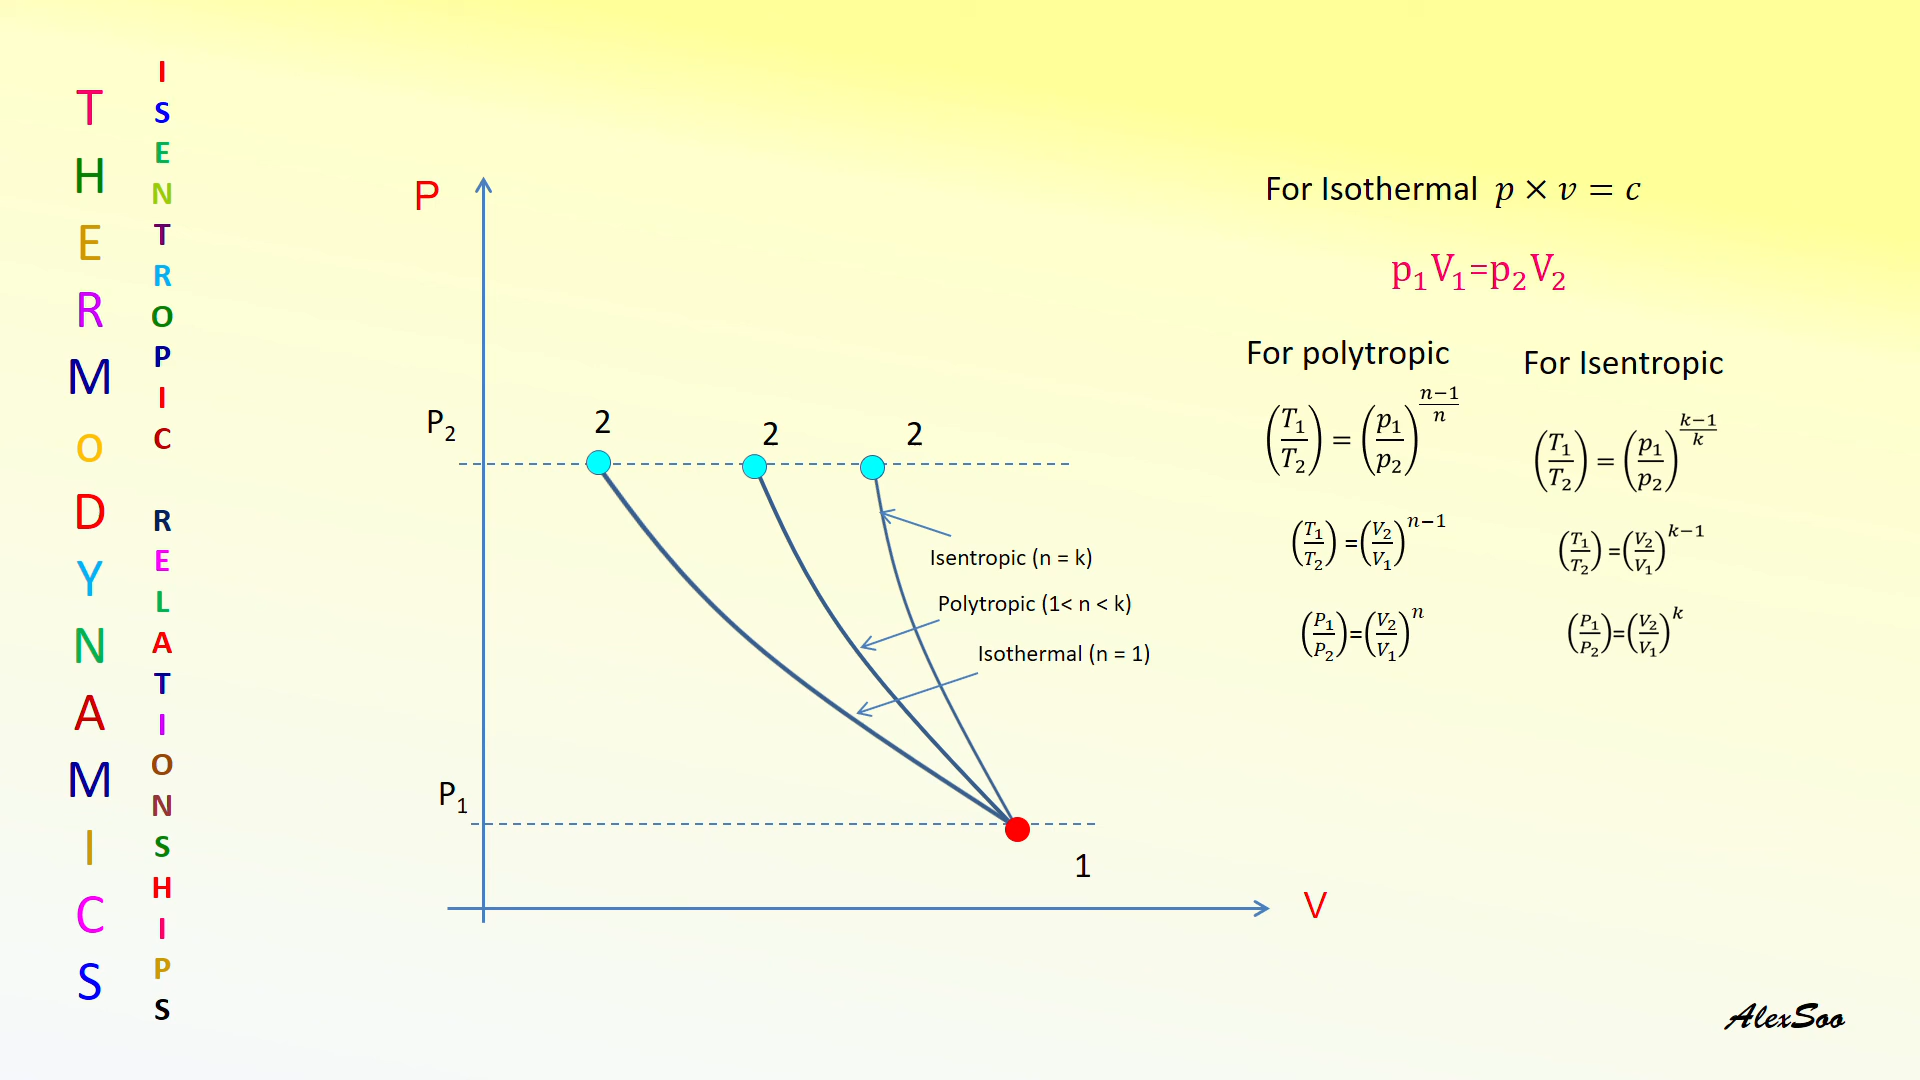 THERMoDYNAMICS
ISENTROPIC RELATIONSHIPS
P
P₂
2
2
2
Isentropic (n = k)
Polytropic (1< n < k)
Isothermal (n = 1)
P₁
1
V
For Isothermal p × v = c
p₁V₁=p₂V₂
For polytropic
(T₁/T₂) = (p₁/p₂)^((n−1)/n)
(T₁/T₂) =(V₂/V₁)^(n−1)
(P₁/P₂)=(V₂/V₁)^n
For Isentropic
(T₁/T₂) = (p₁/p₂)^((k−1)/k)
(T₁/T₂) =(V₂/V₁)^(k−1)
(P₁/P₂)=(V₂/V₁)^k
AlexSoo